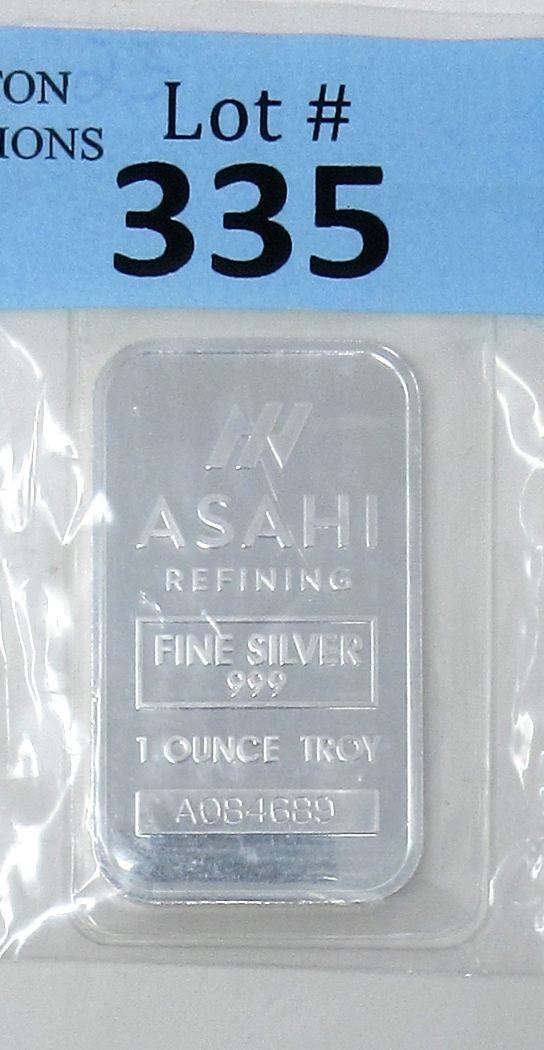 TON
IONS
Lot #
335
ASAHI
REFINING
FINE SILVER
999
1 OUNCE TROY
A084689